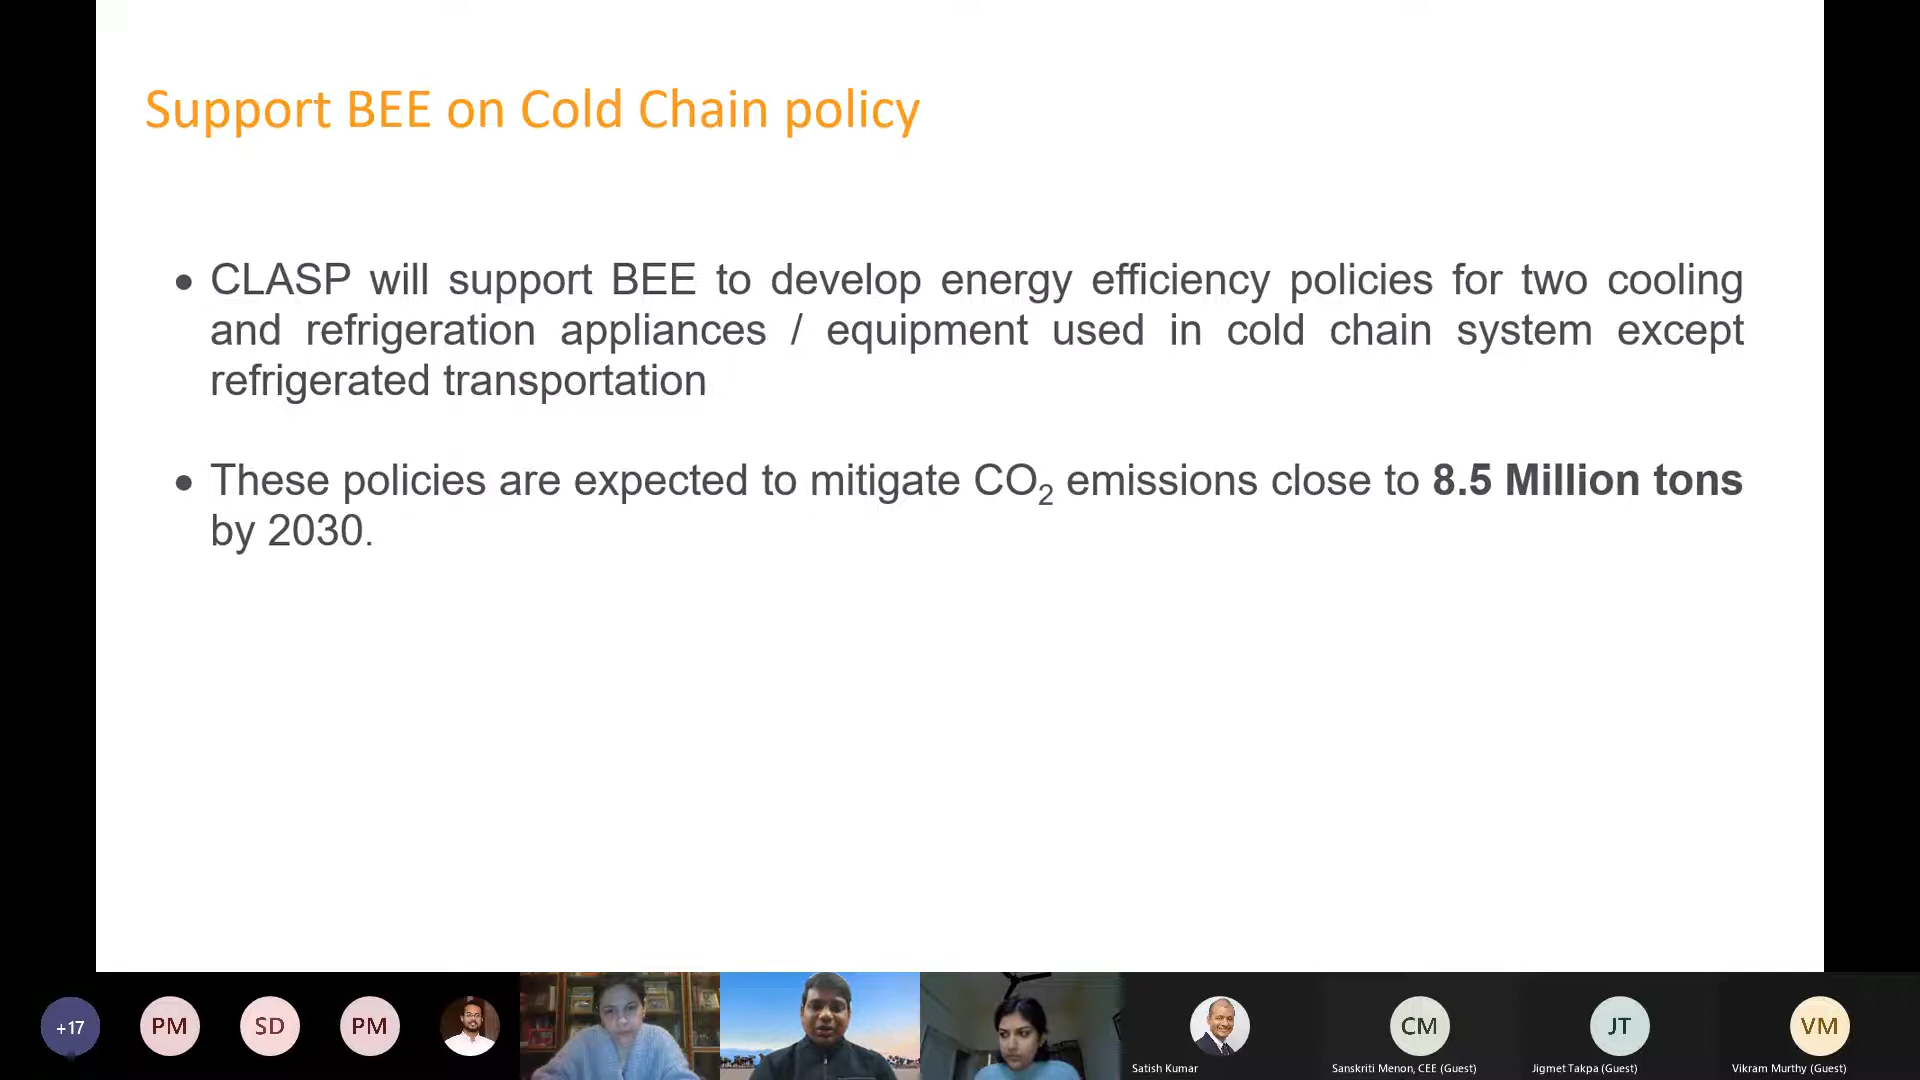 Support BEE on Cold Chain policy
• CLASP will support BEE to develop energy efficiency policies for two cooling
and refrigeration appliances / equipment used in cold chain system except
refrigerated transportation
• These policies are expected to mitigate CO₂ emissions close to 8.5 Million tons
by 2030.
+17
PM
SD
PM
CM
JT
VM
Satish Kumar
Sanskriti Menon, CEE (Guest)
Jigmet Takpa (Guest)
Vikram Murthy (Guest)